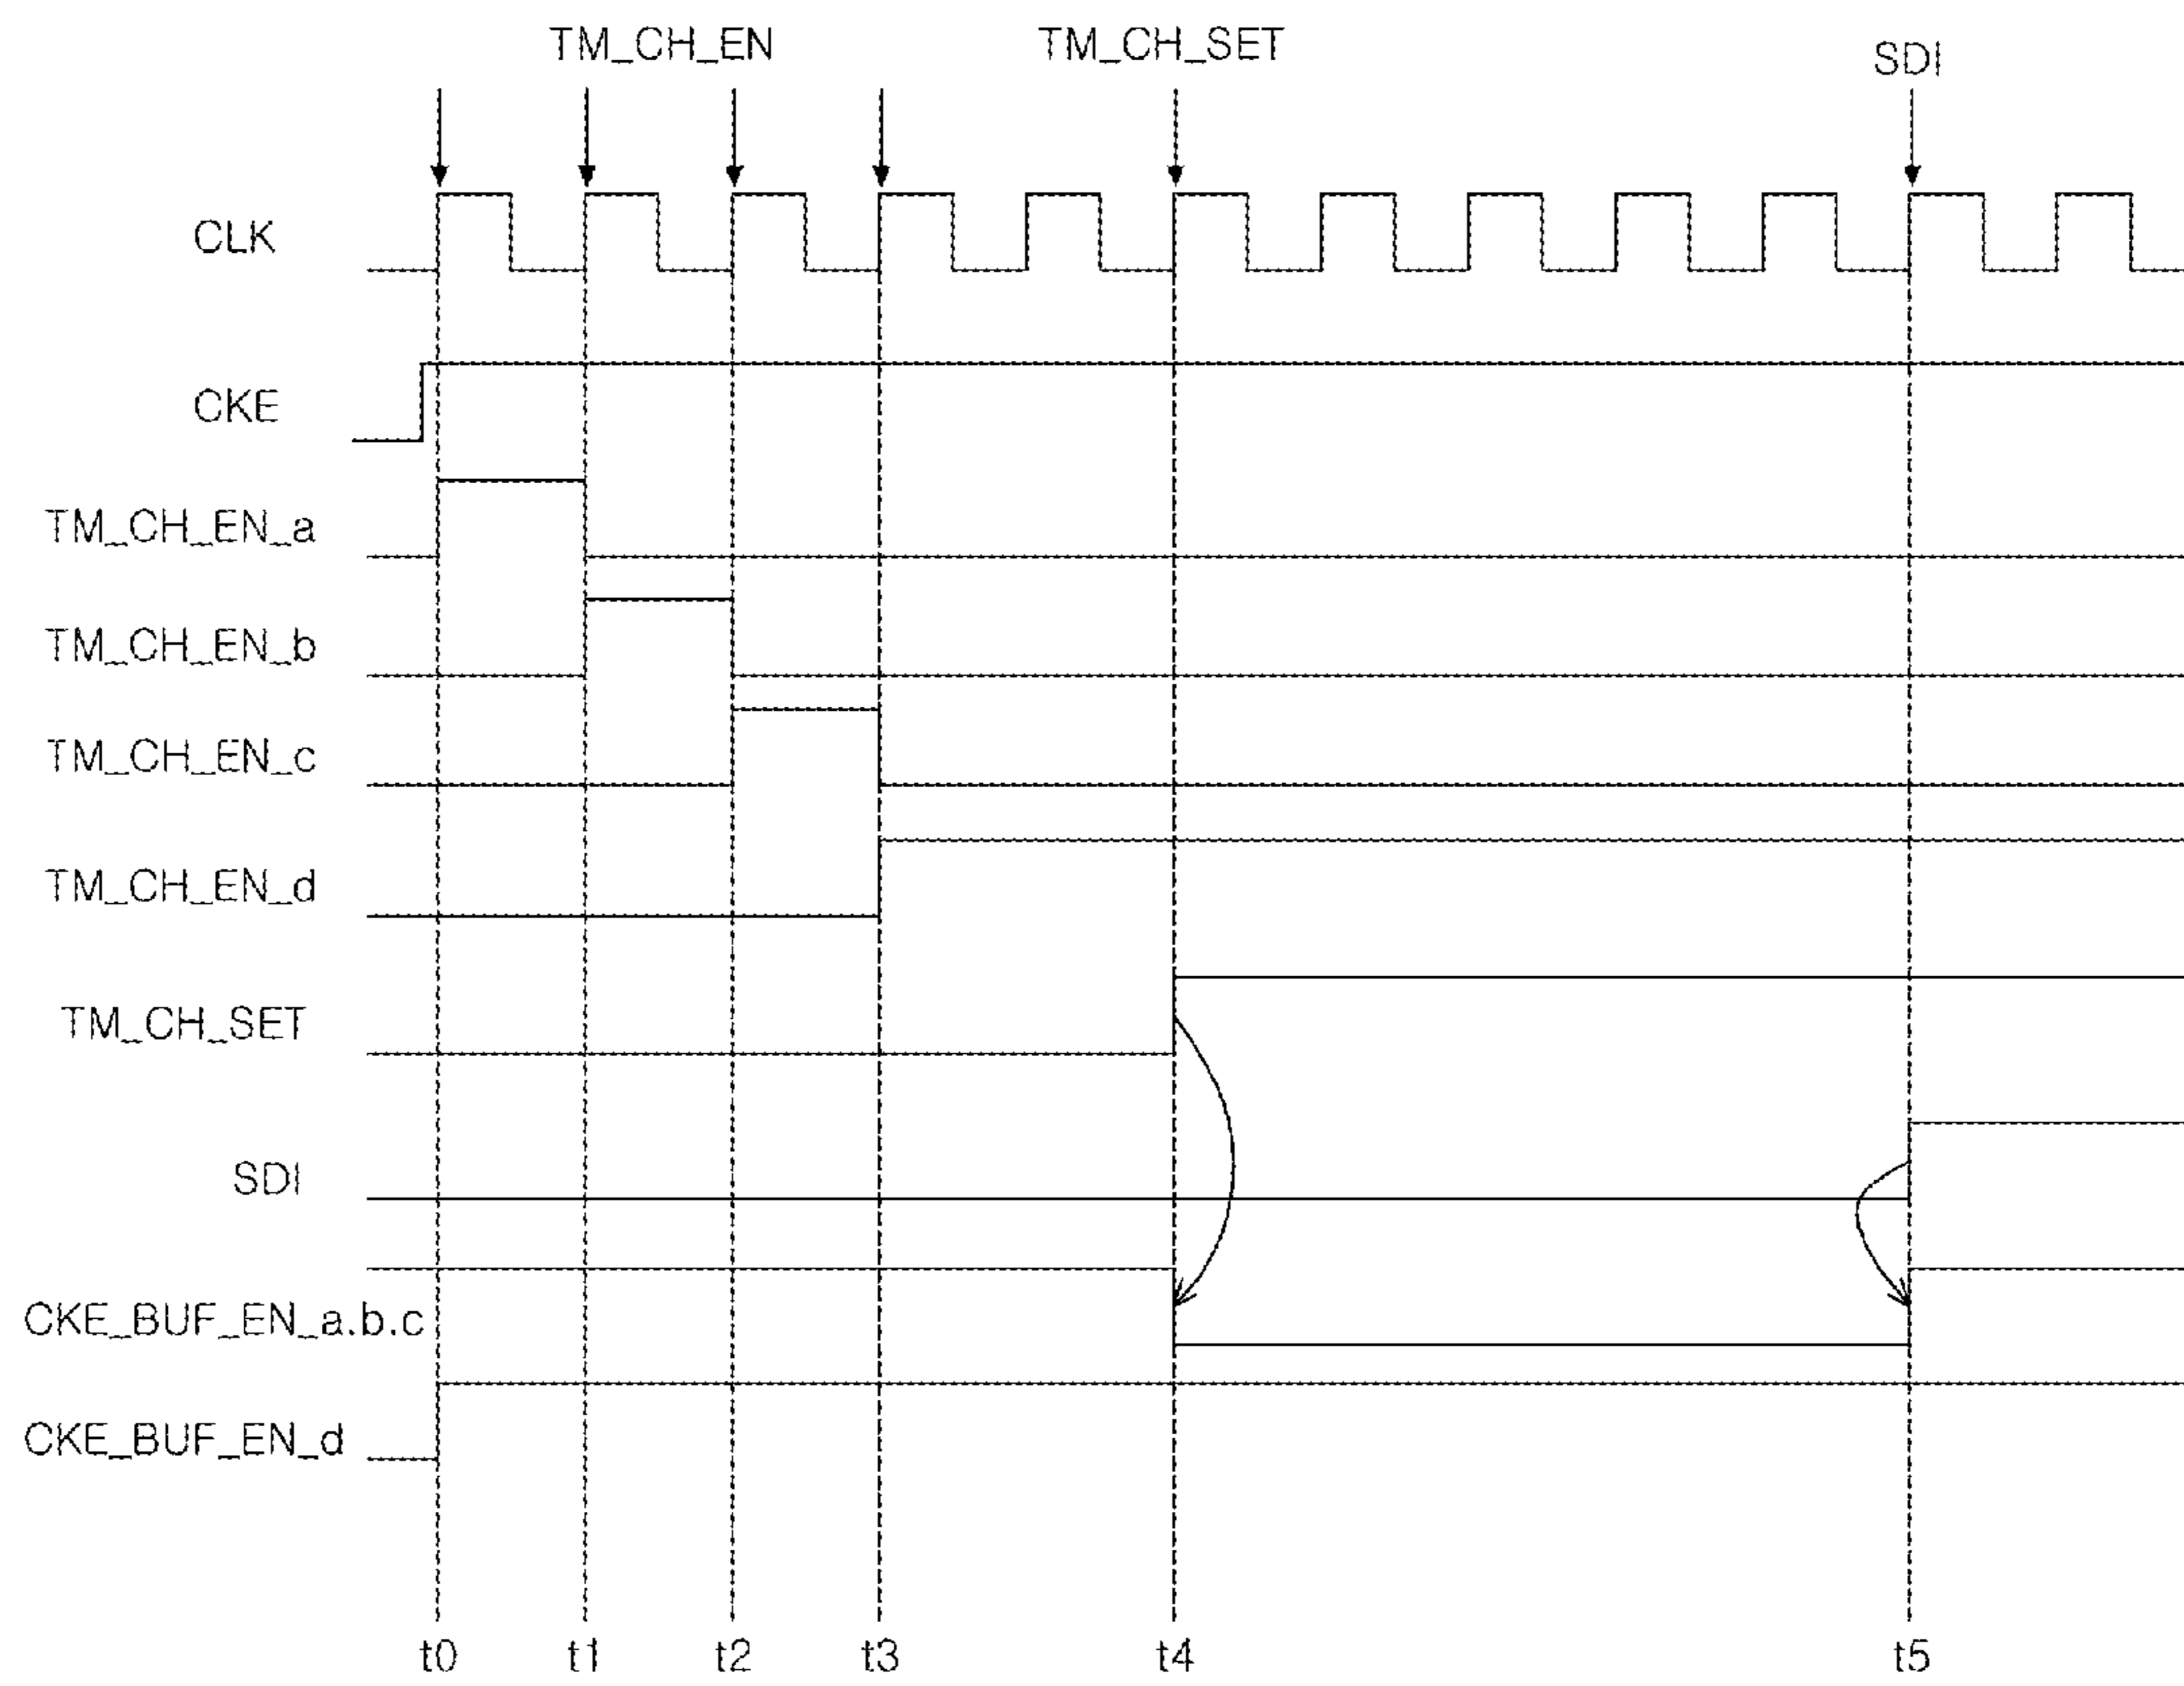 TM_CH_EN TM_CH_SET SDI
CLK
CKE
TM_CH_EN_a
TM_CH_EN_b
TM_CH_EN_c
TM_CH_EN_d
TM_CH_SET
SDI
CKE_BUF_EN_a.b.c
CKE_BUF_EN_d
t0 t1 t2 t3 t4 t5